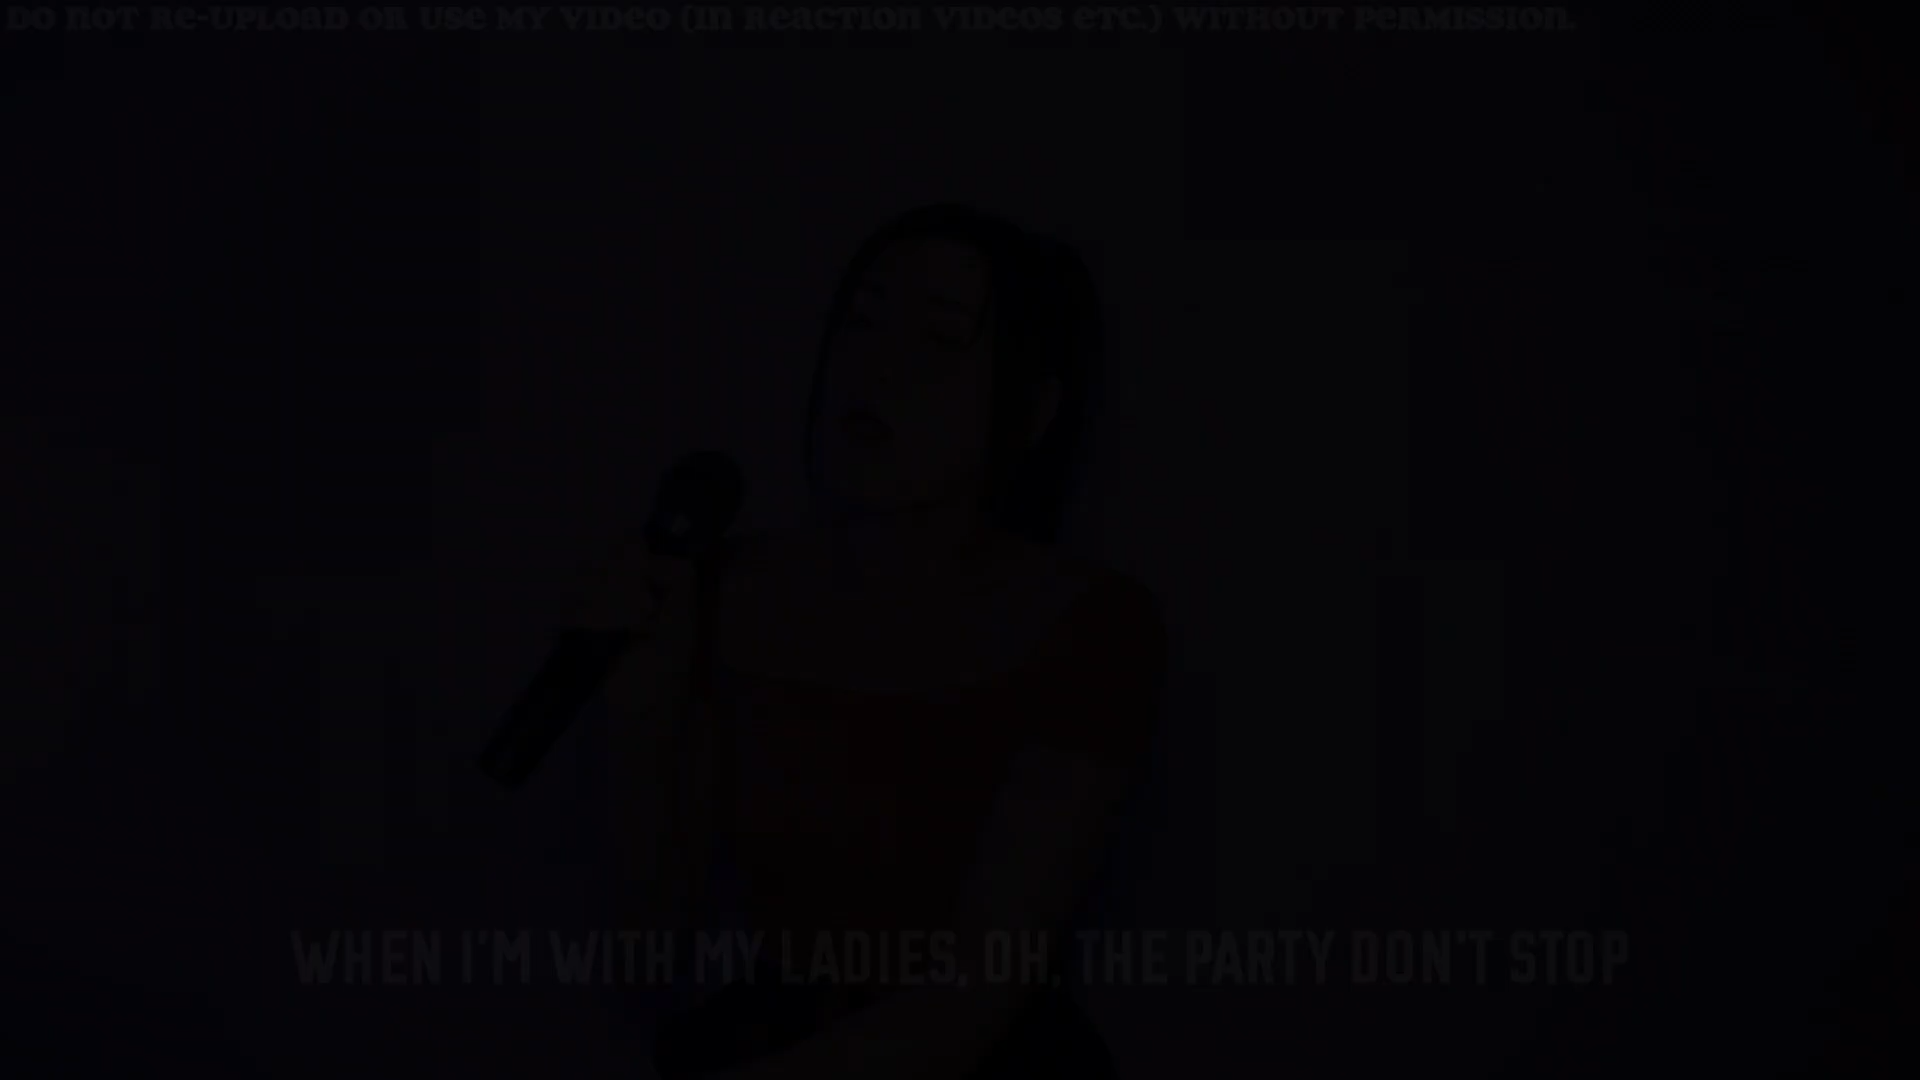 DO NOT RE-UPLOAD OR USE MY VIDEO (IN REACTION VIDEOS ETC.) WITHOUT PERMISSION.
WHEN I'M WITH MY LADIES, OH, THE PARTY DON'T STOP